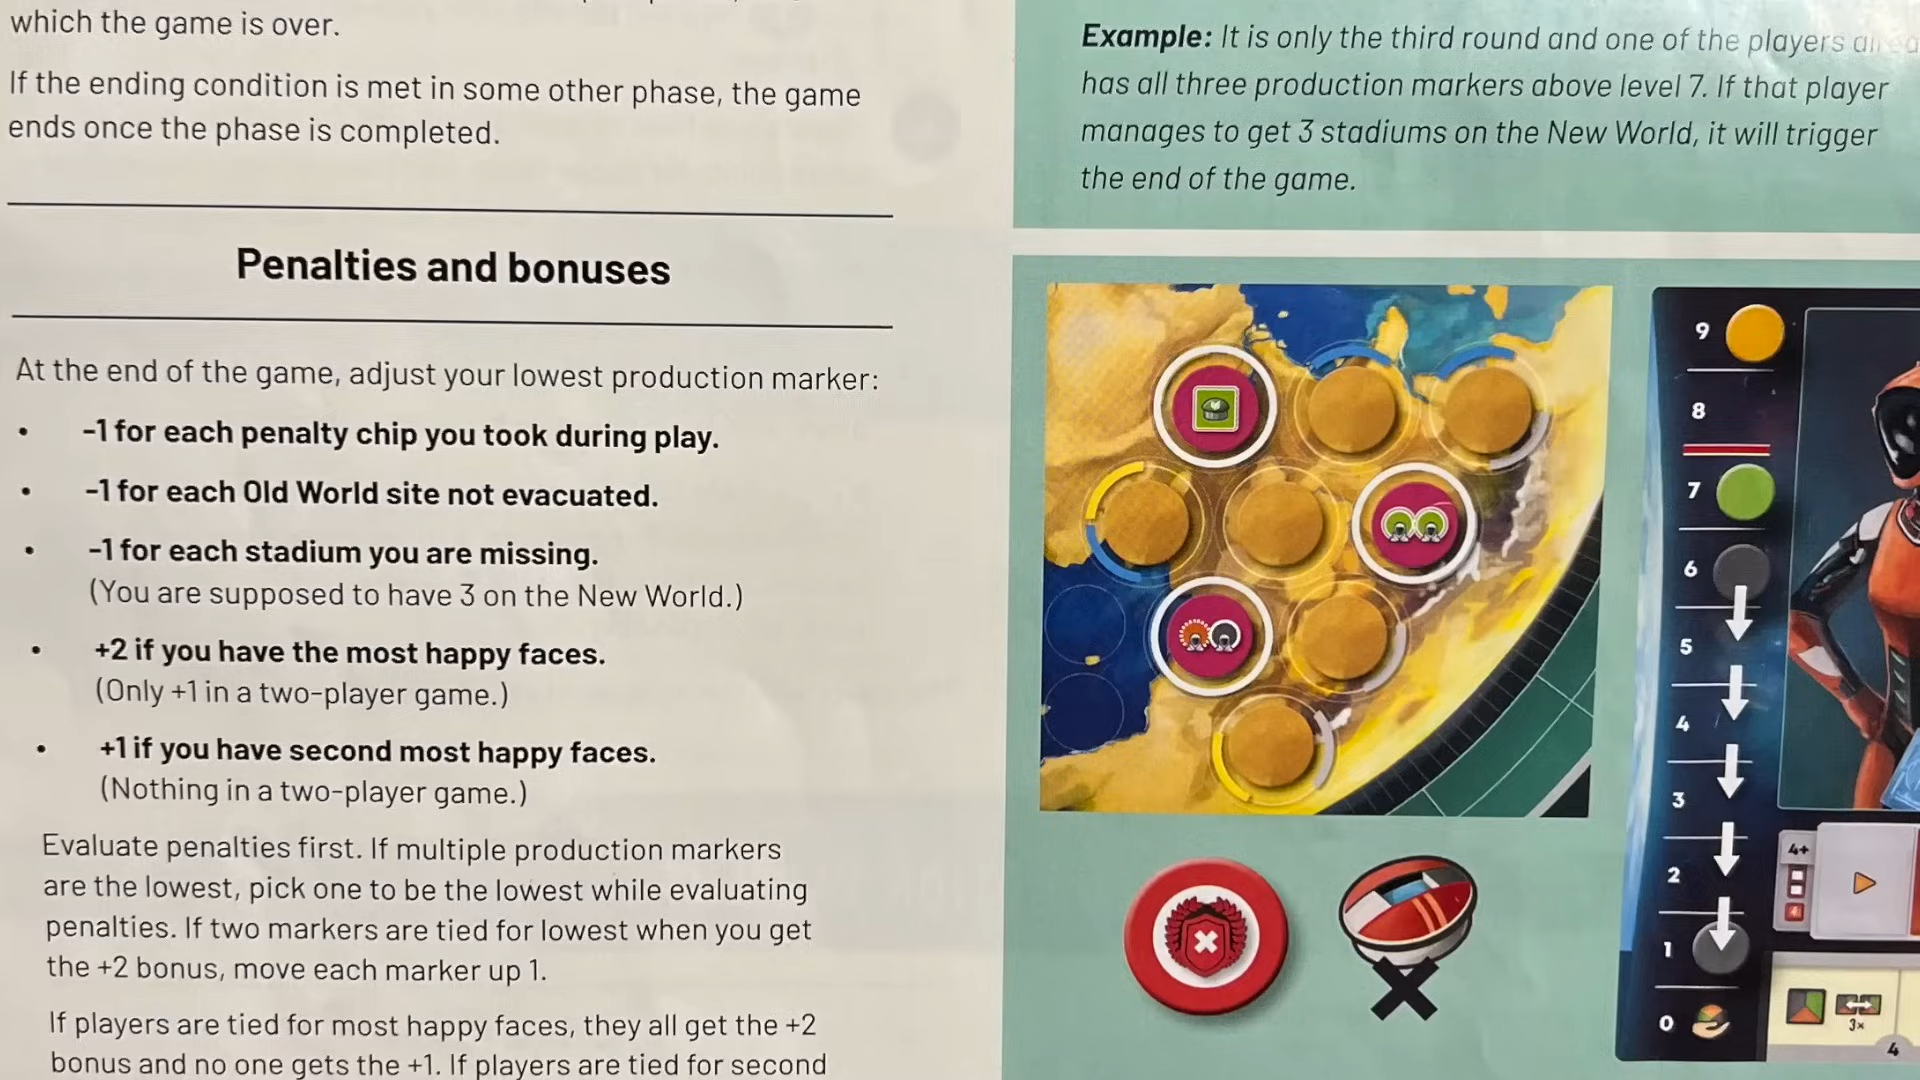 which the game is over.
If the ending condition is met in some other phase, the game
ends once the phase is completed.
Penalties and bonuses
At the end of the game, adjust your lowest production marker:
• -1 for each penalty chip you took during play.
• -1 for each Old World site not evacuated.
• -1 for each stadium you are missing.
(You are supposed to have 3 on the New World.)
• +2 if you have the most happy faces.
(Only +1 in a two-player game.)
• +1 if you have second most happy faces.
(Nothing in a two-player game.)
Evaluate penalties first. If multiple production markers
are the lowest, pick one to be the lowest while evaluating
penalties. If two markers are tied for lowest when you get
the +2 bonus, move each marker up 1.
If players are tied for most happy faces, they all get the +2
bonus and no one gets the +1. If players are tied for second
Example: It is only the third round and one of the players
has all three production markers above level 7. If that player
manages to get 3 stadiums on the New World, it will trigger
the end of the game.
9
8
7
6
5
4
3
2
1
0
4+
4
3x
4